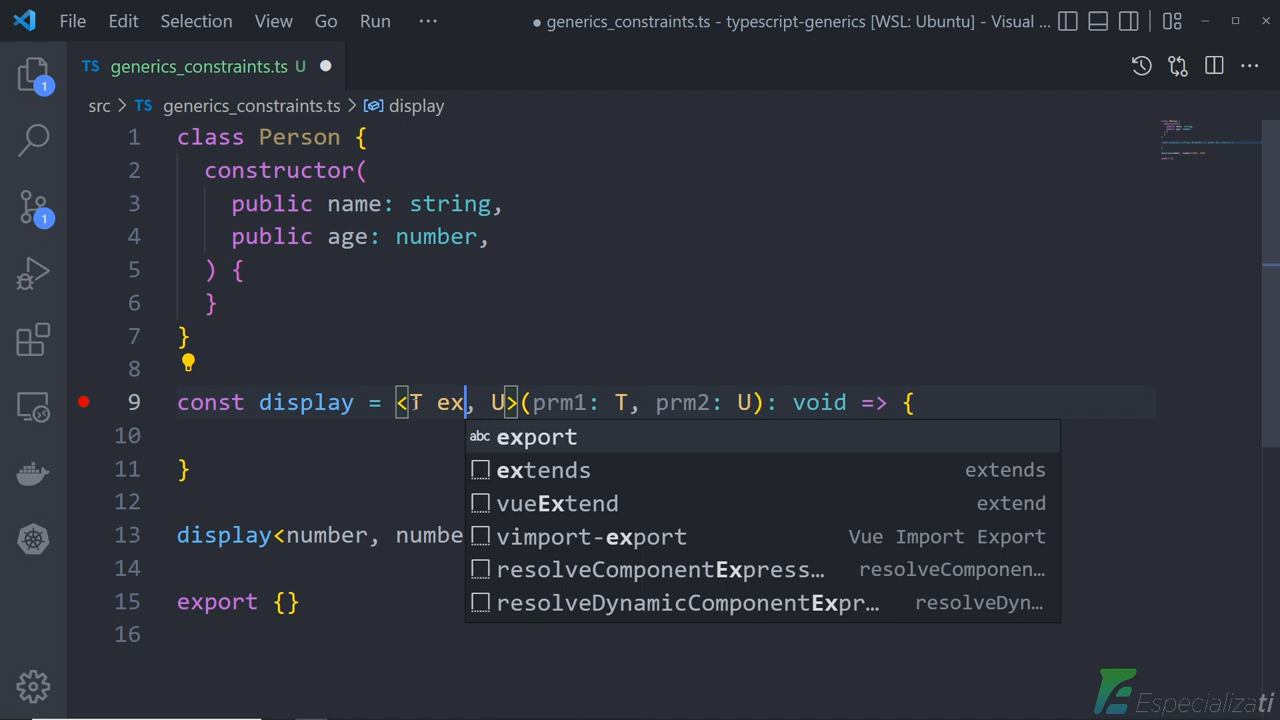 File Edit Selection View Go Run ··· ● generics_constraints.ts - typescript-generics [WSL: Ubuntu] - Visual ...
TS generics_constraints.ts U ●
src > TS generics_constraints.ts > display
1 class Person {
2 constructor(
3 public name: string,
4 public age: number,
5 ) {
6 }
7 }
8
9 const display = <T ex, U>(prm1: T, prm2: U): void => {
10
11 }
12
13 display<number, numbe
14
15 export {}
16
abc export
extends extends
vueExtend extend
vimport-export Vue Import Export
resolveComponentExpress… resolveComponen…
resolveDynamicComponentExpr… resolveDyn…
1
1
Especializati